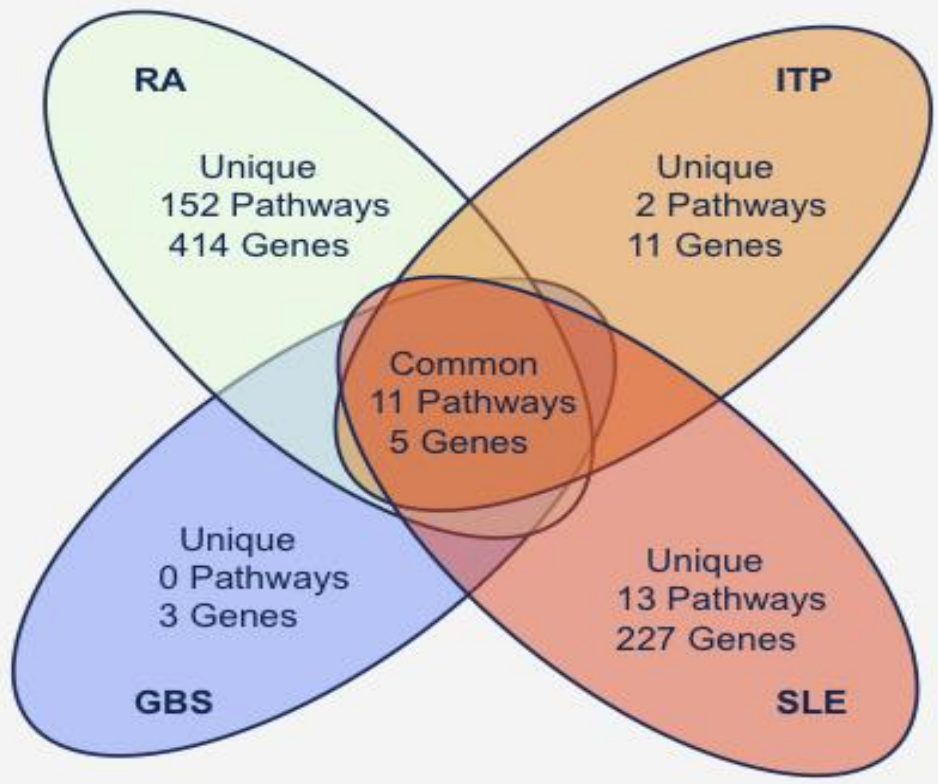 RA
Unique
152 Pathways
414 Genes
ITP
Unique
2 Pathways
11 Genes
Common
11 Pathways
5 Genes
Unique
0 Pathways
3 Genes
GBS
Unique
13 Pathways
227 Genes
SLE